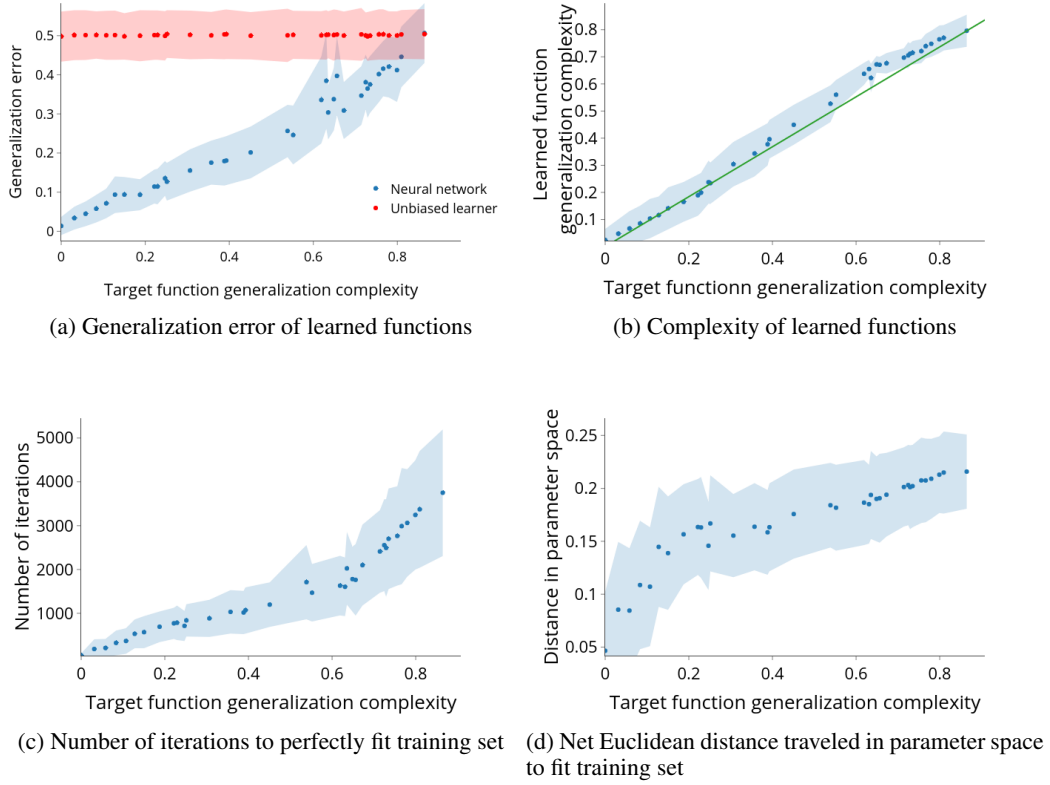 Generalization error
0.5
0.4
0.3
0.2
0.1
0
Neural network
Unbiased learner
0
0.2
0.4
0.6
0.8
Target function generalization complexity
(a) Generalization error of learned functions
Learned function
generalization complexity
0.8
0.7
0.6
0.5
0.4
0.3
0.2
0.1
0
0.2
0.4
0.6
0.8
Target functionn generalization complexity
(b) Complexity of learned functions
Number of iterations
5000
4000
3000
2000
1000
0
0.2
0.4
0.6
0.8
Target function generalization complexity
(c) Number of iterations to perfectly fit training set
Distance in parameter space
0.25
0.2
0.15
0.1
0.05
0
0.2
0.4
0.6
0.8
Target function generalization complexity
(d) Net Euclidean distance traveled in parameter space
to fit training set